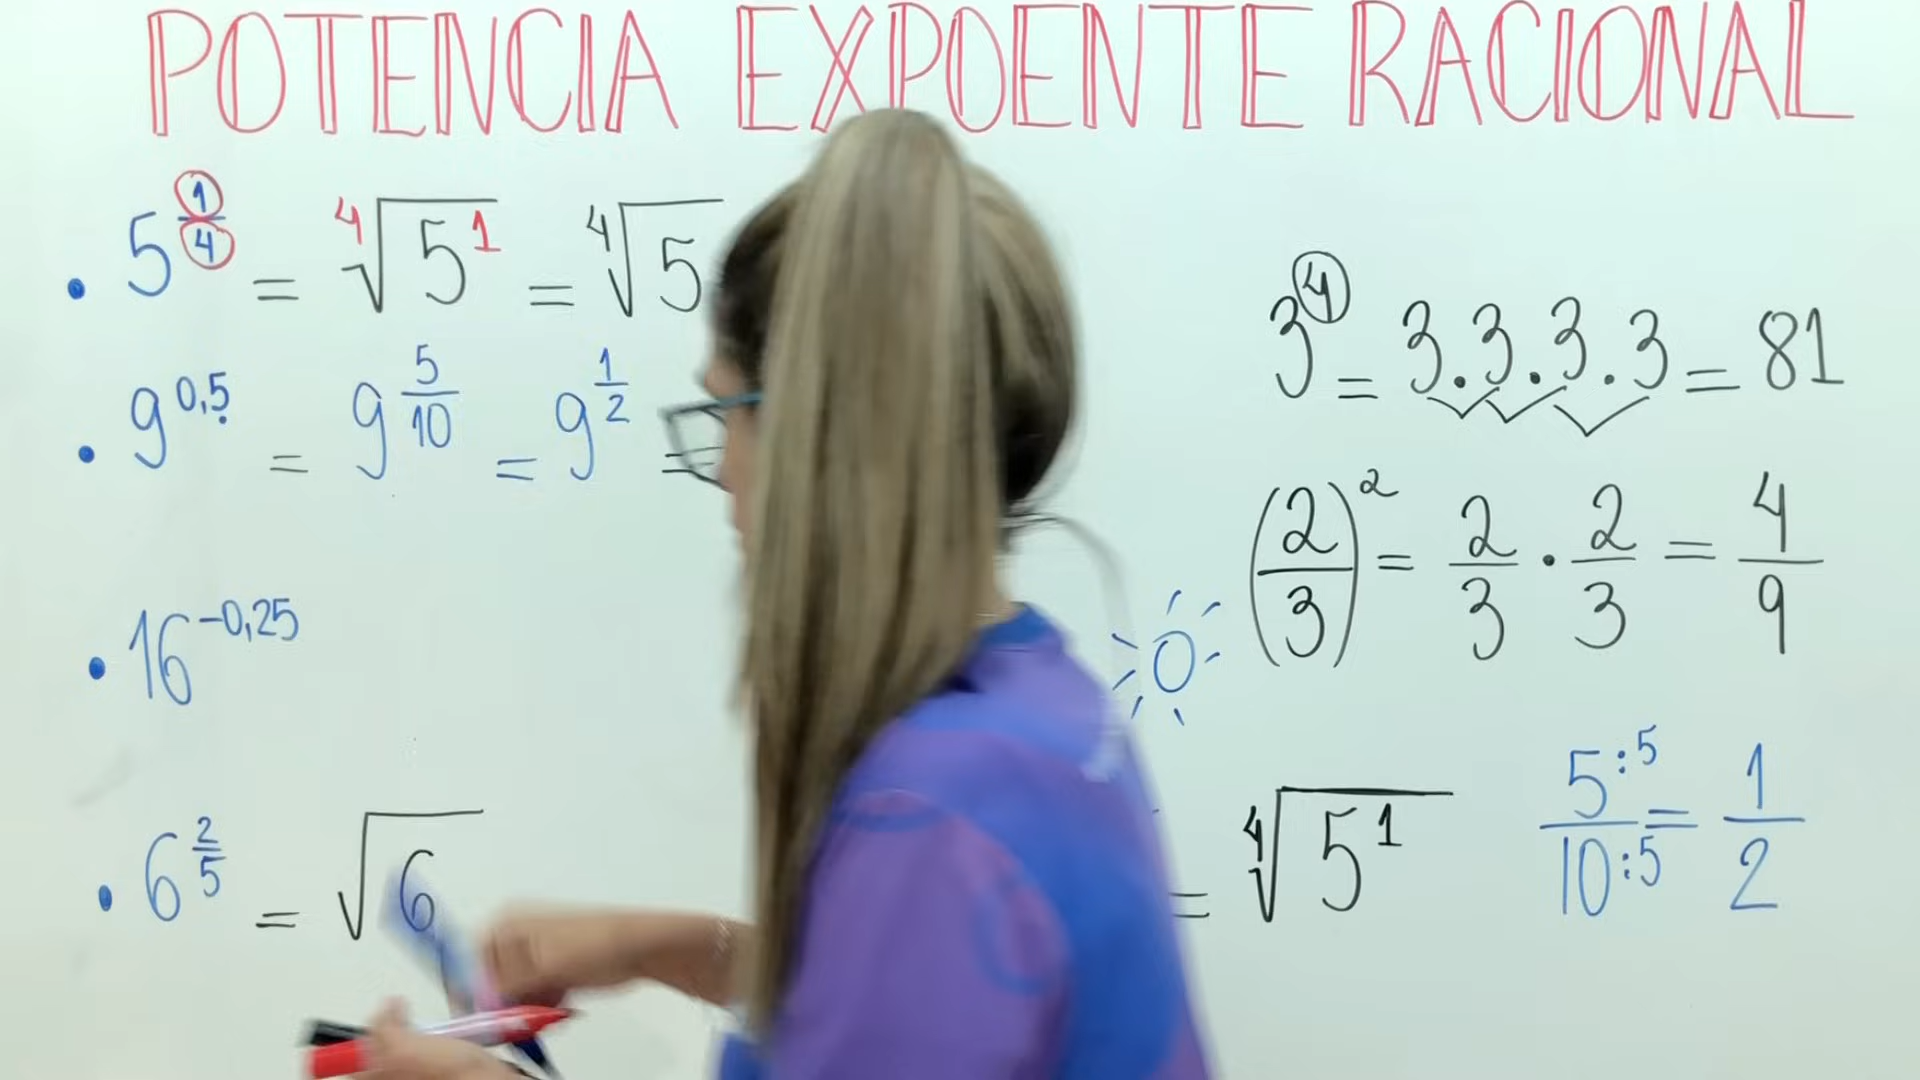 POTENCIA EXPOENTE RACIONAL
• 5^(1/4) = ⁴√5¹ = ⁴√5
• 9^0,5 = 9^(5/10) = 9^(1/2) =
• 16^-0,25
• 6^(2/5) = √6
3^4 = 3.3.3.3 = 81
(2/3)^2 = 2/3 · 2/3 = 4/9
= ⁴√5¹
5:5/10:5 = 1/2